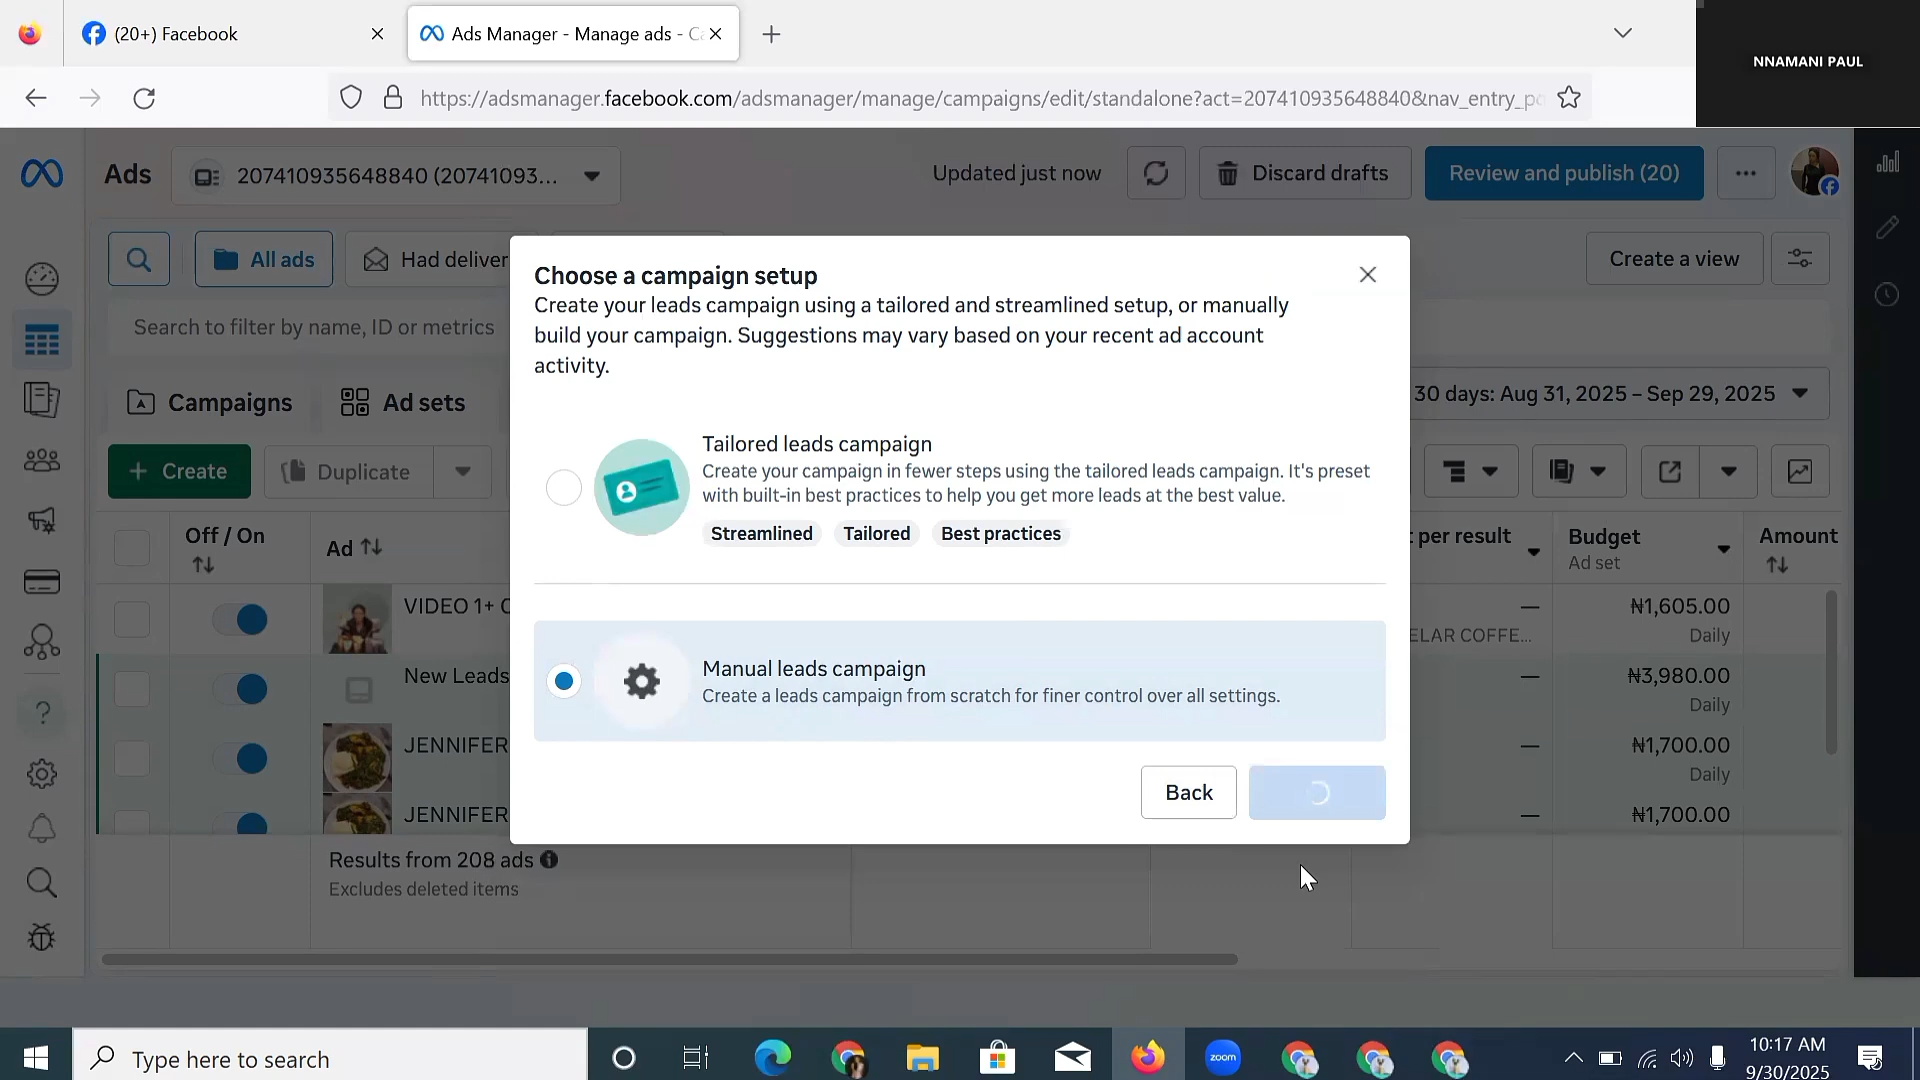 (20+) Facebook
Ads Manager - Manage ads - Ca
NNAMANI PAUL
https://adsmanager.facebook.com/adsmanager/manage/campaigns/edit/standalone?act=207410935648840&nav_entry_po
Ads
207410935648840 (20741093...
Updated just now
Discard drafts
Review and publish (20)
All ads
Had deliver
Create a view
Search to filter by name, ID or metrics
Campaigns
Ad sets
30 days: Aug 31, 2025 – Sep 29, 2025
Create
Duplicate
Choose a campaign setup
Create your leads campaign using a tailored and streamlined setup, or manually
build your campaign. Suggestions may vary based on your recent ad account
activity.
Tailored leads campaign
Create your campaign in fewer steps using the tailored leads campaign. It's preset
with built-in best practices to help you get more leads at the best value.
Streamlined
Tailored
Best practices
Manual leads campaign
Create a leads campaign from scratch for finer control over all settings.
Back
Off / On
Ad
per result
Budget
Ad set
Amount
VIDEO 1+ C
₦1,605.00
ELAR COFFE...
Daily
New Leads
₦3,980.00
Daily
JENNIFER
₦1,700.00
Daily
JENNIFER
₦1,700.00
Results from 208 ads
Excludes deleted items
Type here to search
zoom
10:17 AM
9/30/2025